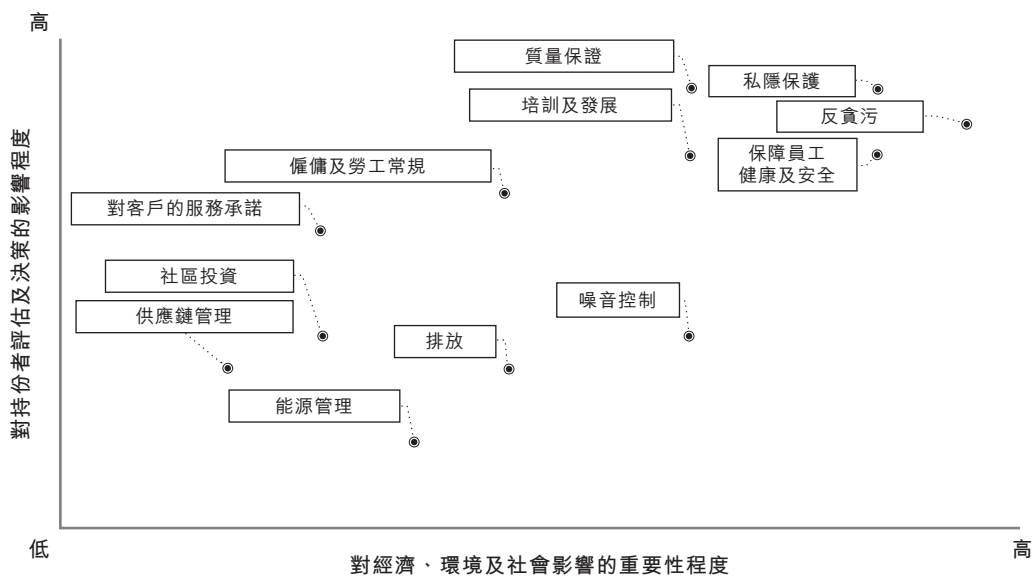 高
質量保證
私隱保護
培訓及發展
反貪污
保障員工
健康及安全
僱傭及勞工常規
對客戶的服務承諾
社區投資
噪音控制
供應鏈管理
排放
能源管理
對持份者評估及決策的影響程度
低
高
對經濟、環境及社會影響的重要性程度